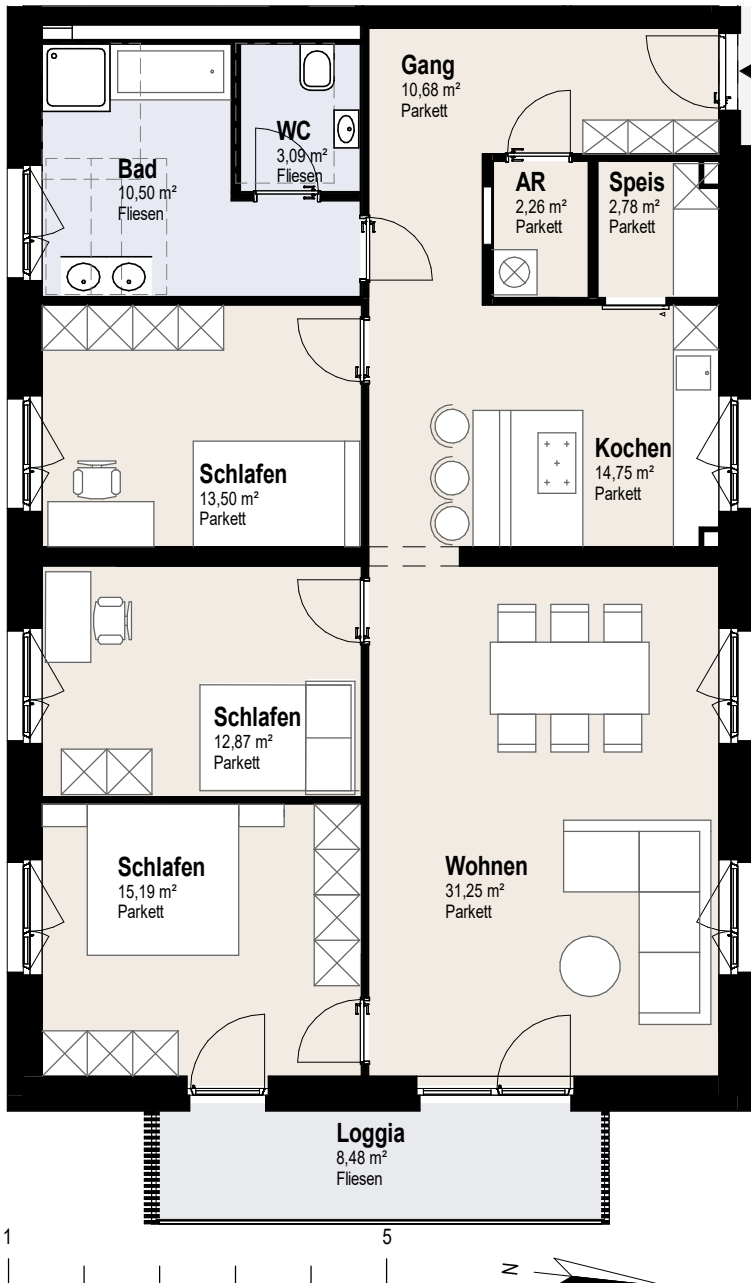 Gang
10,68 m²
Parkett
WC
3,09 m²
Fliesen
Bad
10,50 m²
Fliesen
AR
2,26 m²
Parkett
Speis
2,78 m²
Parkett
Schlafen
13,50 m²
Parkett
Kochen
14,75 m²
Parkett
Schlafen
12,87 m²
Parkett
Schlafen
15,19 m²
Parkett
Wohnen
31,25 m²
Parkett
Loggia
8,48 m²
Fliesen
1
5
N